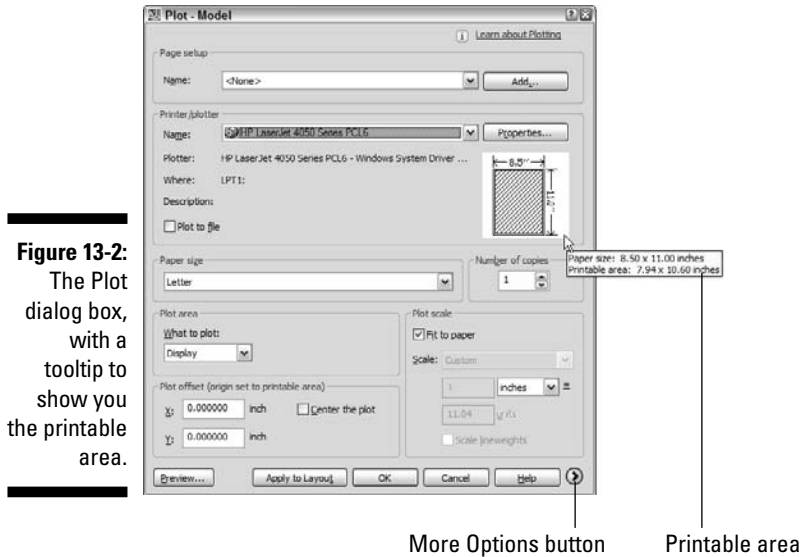 Plot - Model
Learn about Plotting
Page setup
Name: <None> Add...
Printer/plotter
Name: HP LaserJet 4050 Series PCL6 Properties...
Plotter: HP LaserJet 4050 Series PCL6 - Windows System Driver ...
Where: LPT1:
Description:
Plot to file
8.5''
11.0''
Paper size: 8.50 x 11.00 inches
Printable area: 7.94 x 10.60 inches
Paper size
Letter
Number of copies
1
Plot area
What to plot:
Display
Plot scale
Fit to paper
Scale: Custom
1 inches =
11.04 units
Scale lineweights
Plot offset (origin set to printable area)
X: 0.000000 inch Center the plot
Y: 0.000000 inch
Preview... Apply to Layout OK Cancel Help
Figure 13-2:
The Plot
dialog box,
with a
tooltip to
show you
the printable
area.
More Options button Printable area